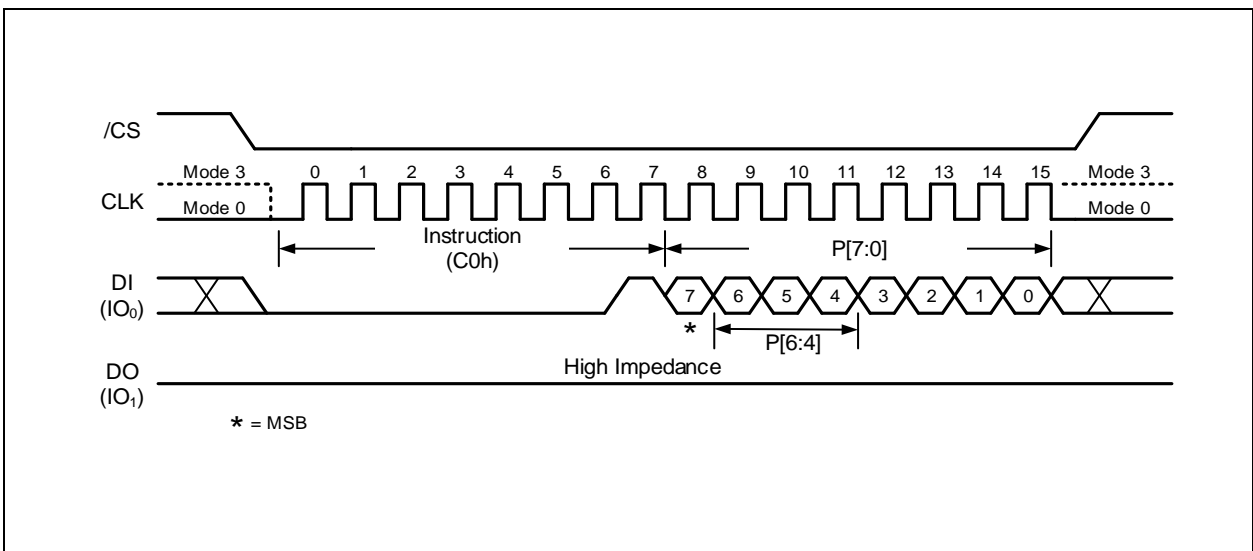 /CS
Mode 3 0 1 2 3 4 5 6 7 8 9 10 11 12 13 14 15 Mode 3
CLK
Mode 0 Mode 0
Instruction
(C0h)
P[7:0]
DI
(IO₀)
7 6 5 4 3 2 1 0
*
P[6:4]
High Impedance
DO
(IO₁)
* = MSB